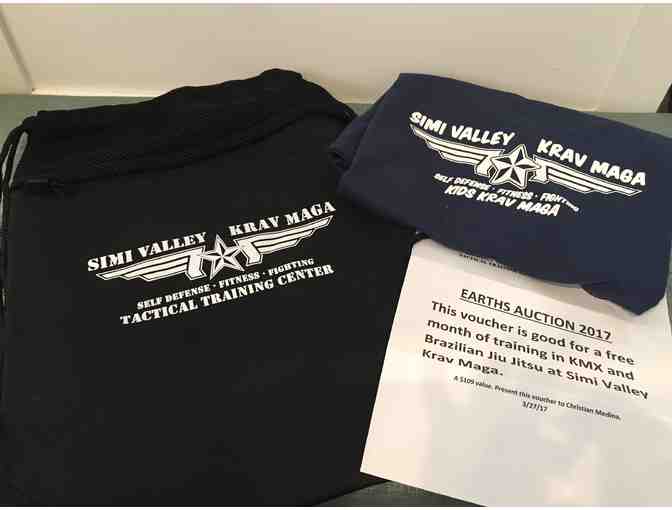 SIMI VALLEY KRAV MAGA
SELF DEFENSE · FITNESS · FIGHTING
TACTICAL TRAINING CENTER
SIMI VALLEY KRAV MAGA
SELF DEFENSE · FITNESS · FIGHTING
KIDS KRAV MAGA
EARTHS AUCTION 2017
This voucher is good for a free
month of training in KMX and
Brazilian Jiu Jitsu at Simi Valley
Krav Maga.
A $109 value. Present this voucher to Christian Medina.
3/27/17